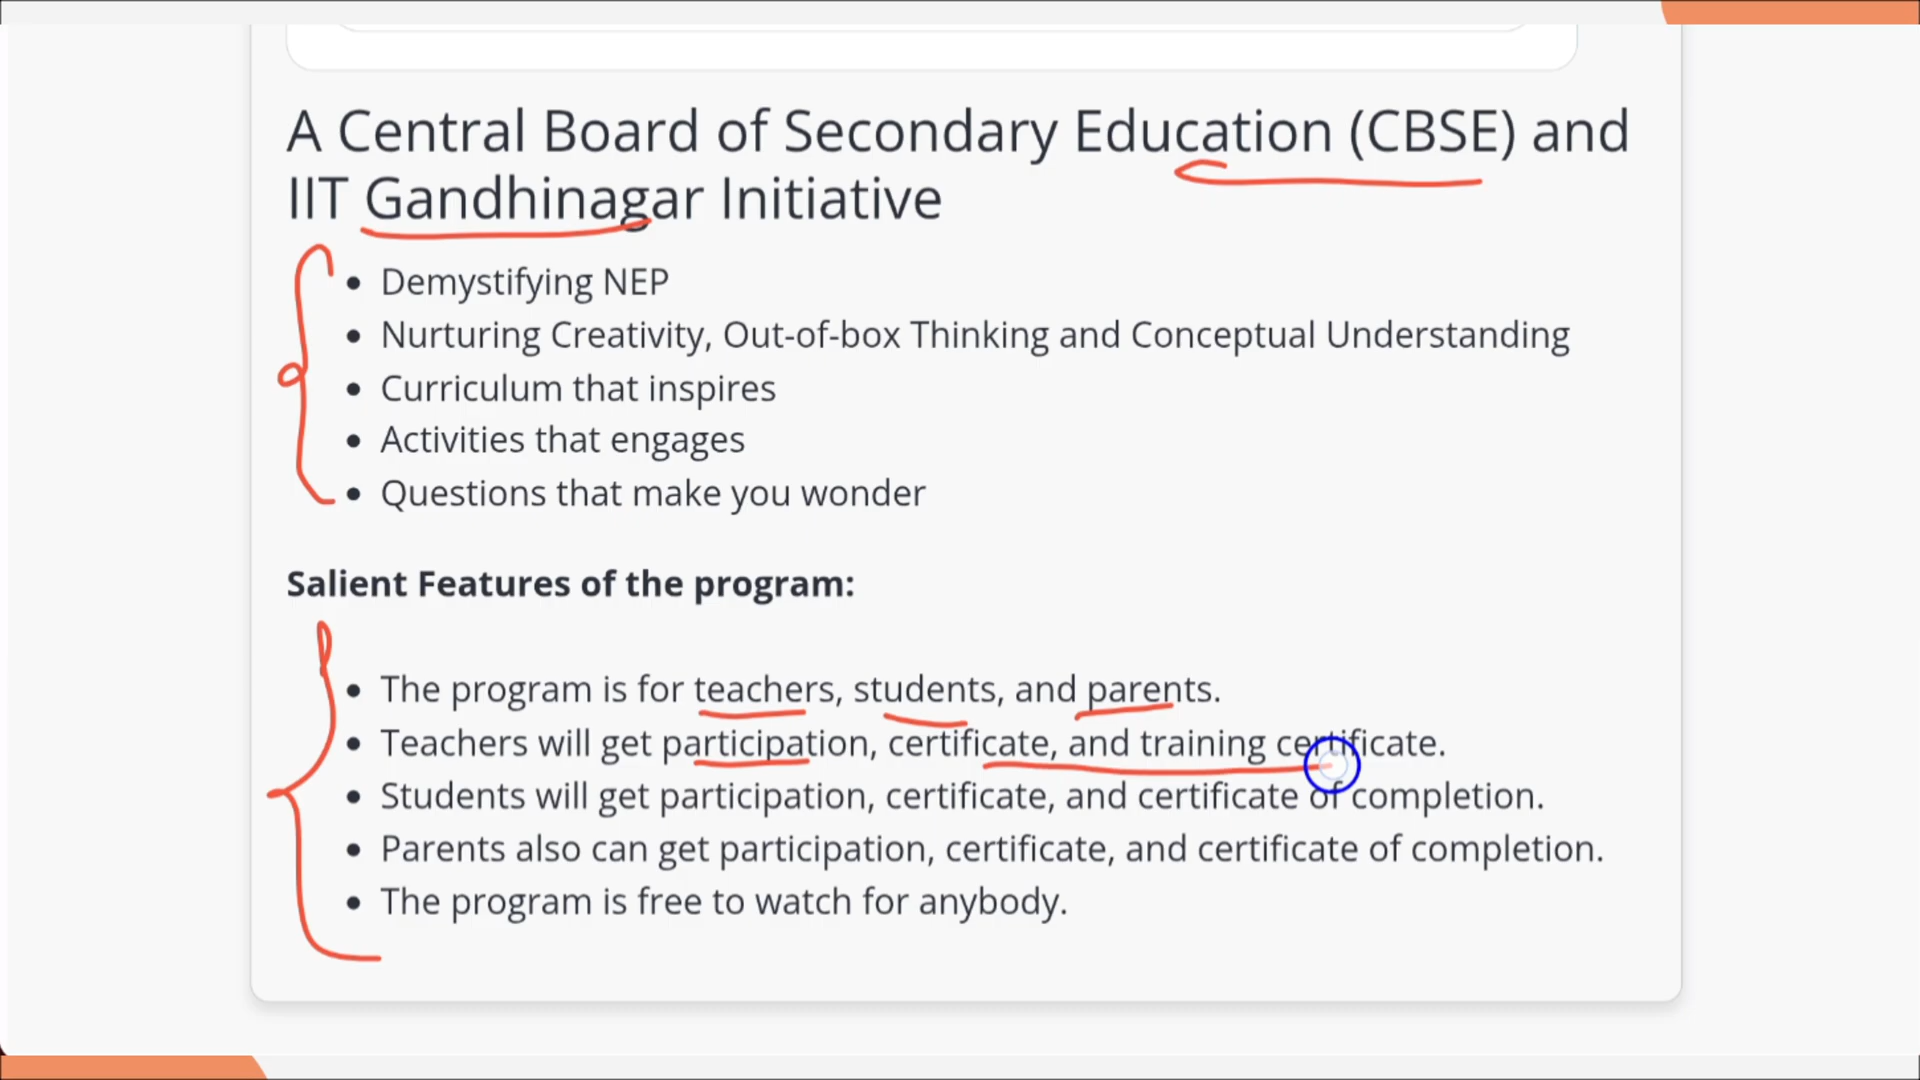 A Central Board of Secondary Education (CBSE) and
IIT Gandhinagar Initiative
• Demystifying NEP
• Nurturing Creativity, Out-of-box Thinking and Conceptual Understanding
• Curriculum that inspires
• Activities that engages
• Questions that make you wonder
Salient Features of the program:
• The program is for teachers, students, and parents.
• Teachers will get participation, certificate, and training certificate.
• Students will get participation, certificate, and certificate of completion.
• Parents also can get participation, certificate, and certificate of completion.
• The program is free to watch for anybody.